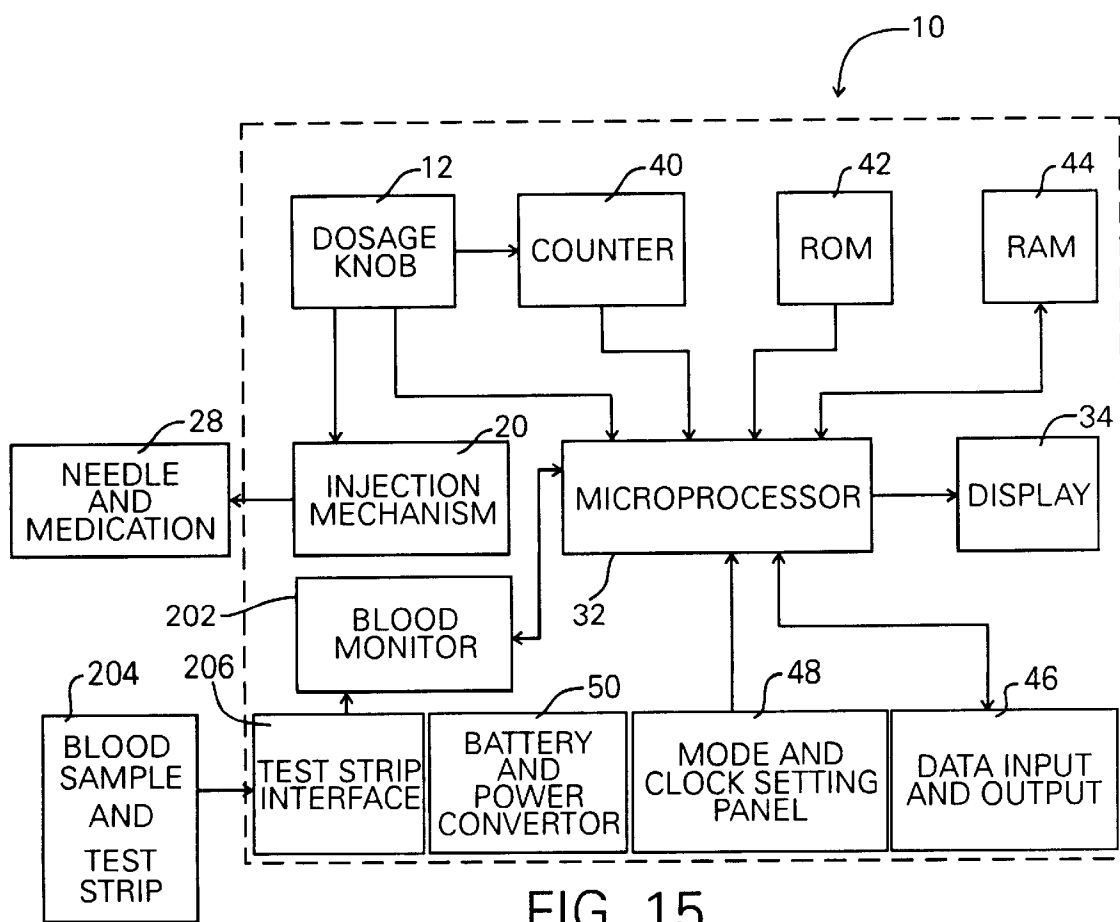 10
12
DOSAGE
KNOB
40
COUNTER
42
ROM
44
RAM
28
NEEDLE
AND
MEDICATION
20
INJECTION
MECHANISM
MICROPROCESSOR
32
34
DISPLAY
202
BLOOD
MONITOR
204
BLOOD
SAMPLE
AND
TEST
STRIP
206
TEST STRIP
INTERFACE
50
BATTERY
AND
POWER
CONVERTOR
48
MODE AND
CLOCK SETTING
PANEL
46
DATA INPUT
AND OUTPUT
FIG. 15